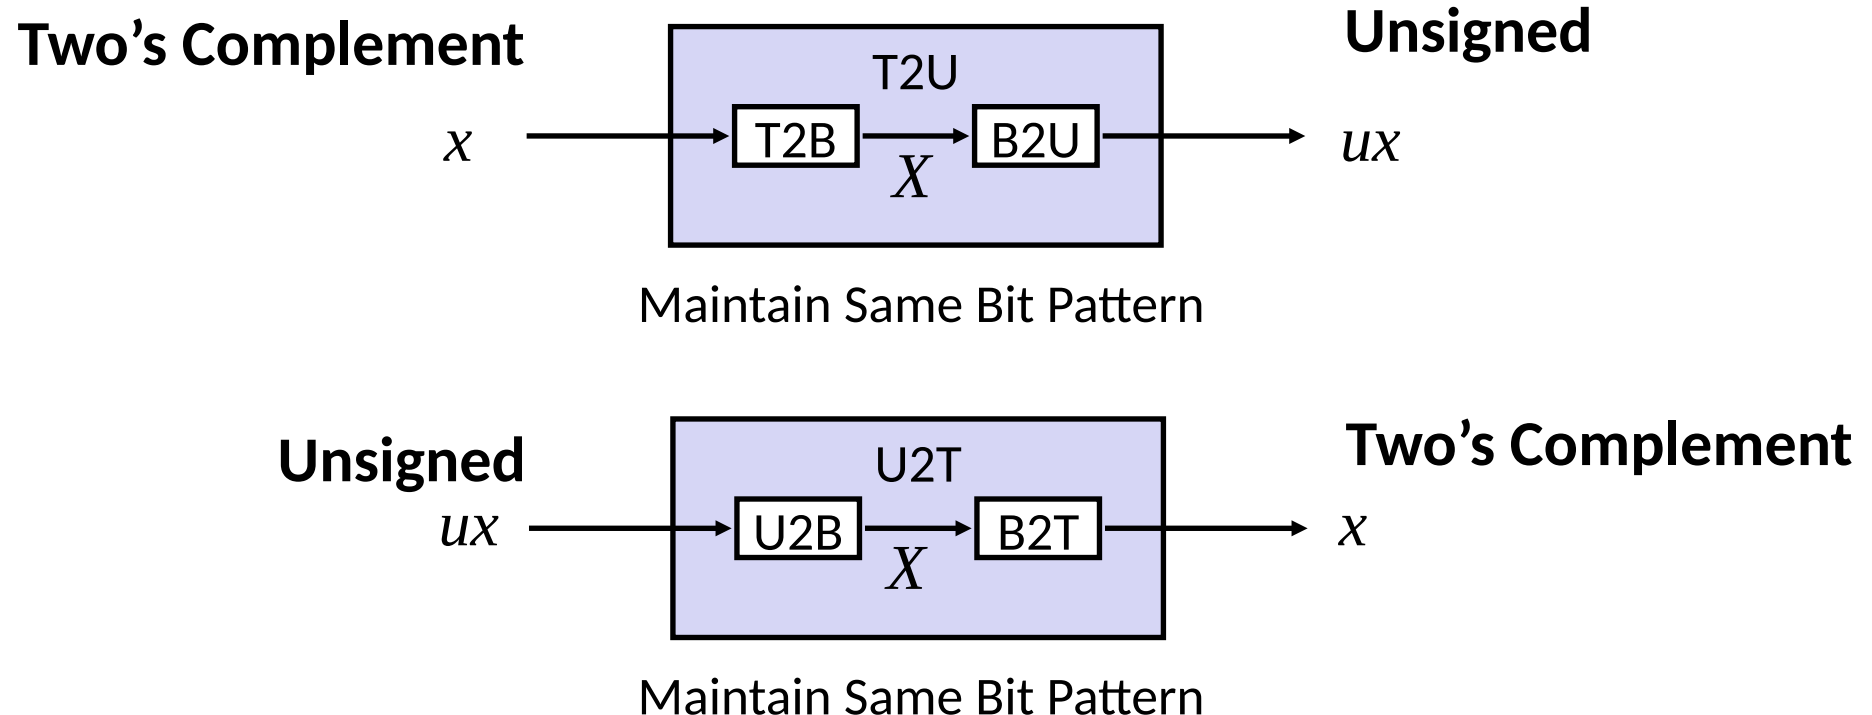 Two’s Complement
Unsigned
T2U
x
T2B
B2U
ux
X
Maintain Same Bit Pattern
Unsigned
Two’s Complement
U2T
ux
U2B
B2T
x
X
Maintain Same Bit Pattern